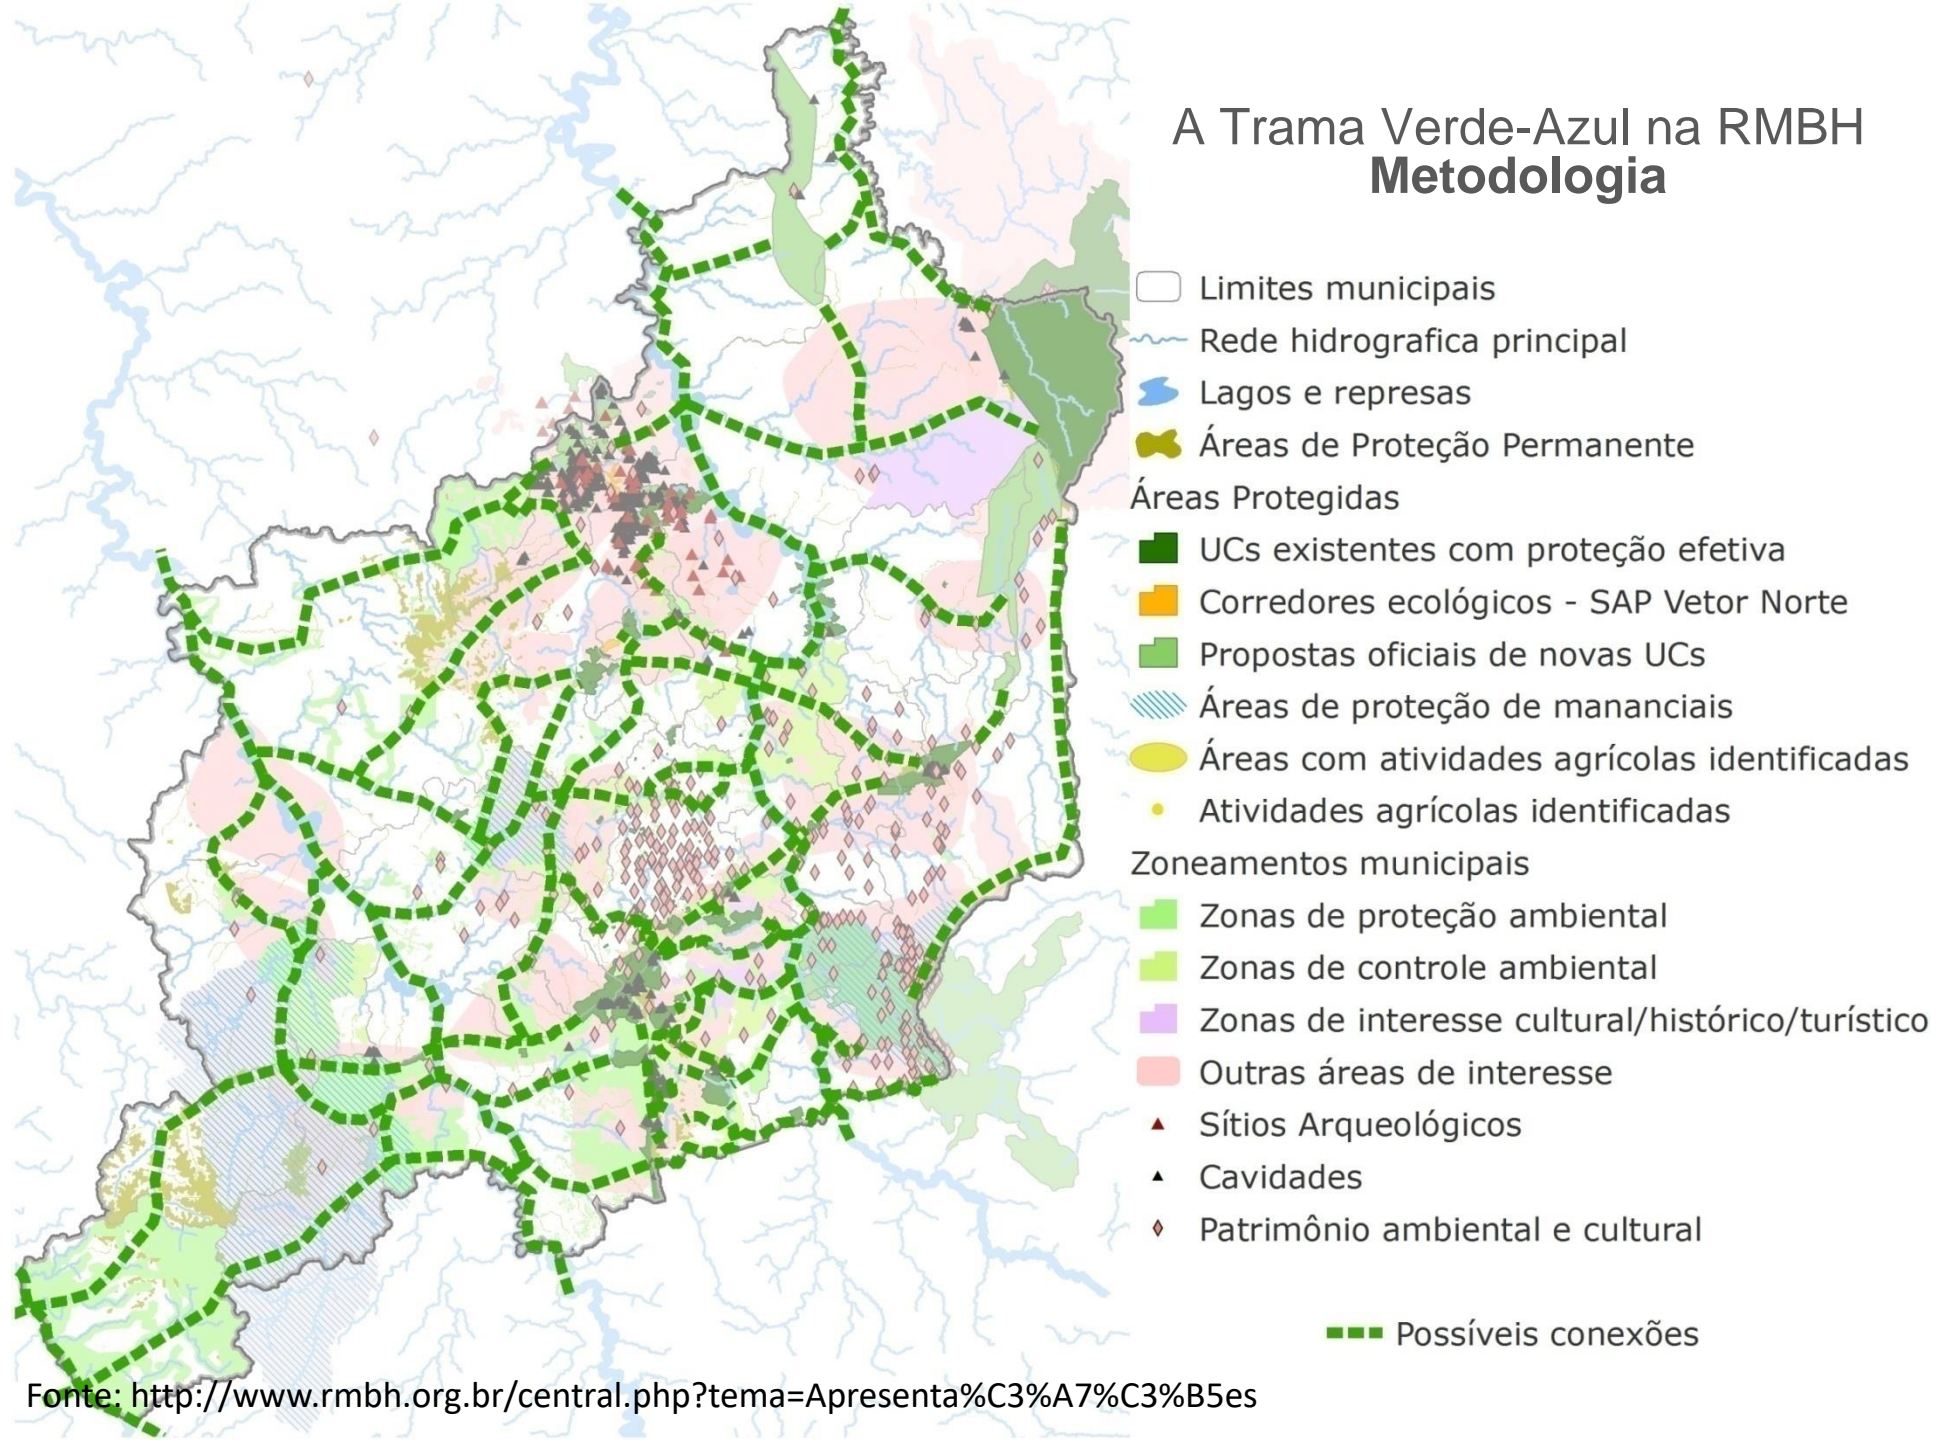 A Trama Verde-Azul na RMBH
Metodologia
Limites municipais
Rede hidrografica principal
Lagos e represas
Áreas de Proteção Permanente
Áreas Protegidas
UCs existentes com proteção efetiva
Corredores ecológicos - SAP Vetor Norte
Propostas oficiais de novas UCs
Áreas de proteção de mananciais
Áreas com atividades agrícolas identificadas
Atividades agrícolas identificadas
Zoneamentos municipais
Zonas de proteção ambiental
Zonas de controle ambiental
Zonas de interesse cultural/histórico/turístico
Outras áreas de interesse
Sítios Arqueológicos
Cavidades
Patrimônio ambiental e cultural
Possíveis conexões
Fonte: http://www.rmbh.org.br/central.php?tema=Apresenta%C3%A7%C3%B5es